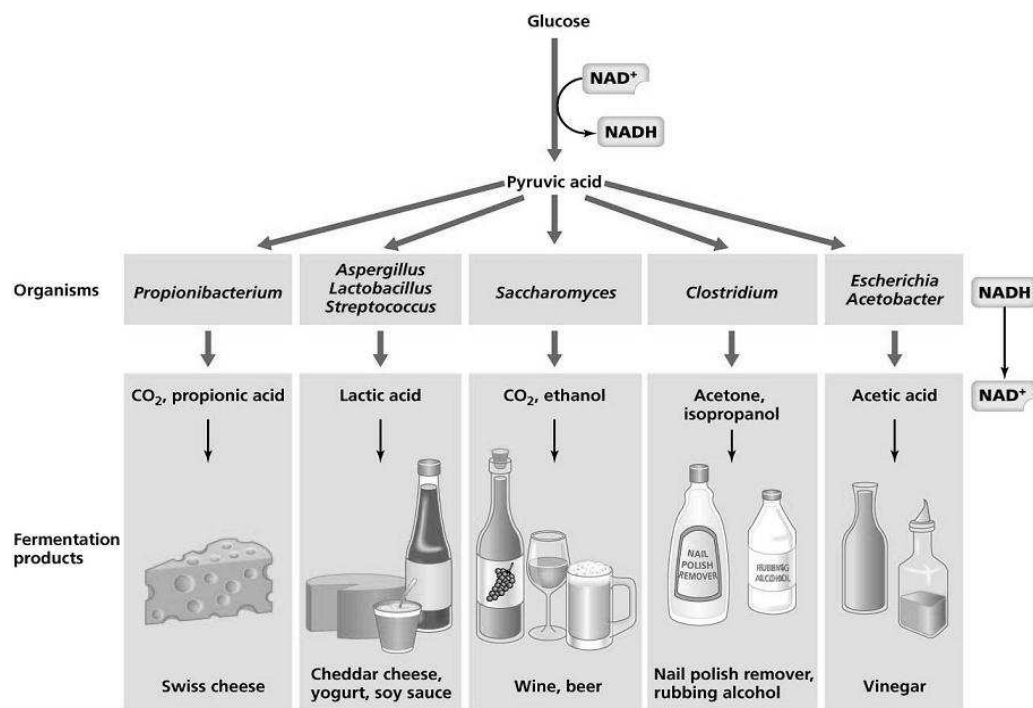 Glucose
NAD⁺
NADH
Pyruvic acid
Organisms
Propionibacterium
Aspergillus
Lactobacillus
Streptococcus
Saccharomyces
Clostridium
Escherichia
Acetobacter
NADH
NAD⁺
CO₂, propionic acid
Lactic acid
CO₂, ethanol
Acetone,
isopropanol
Acetic acid
Fermentation
products
NAIL
POLISH
REMOVER
RUBBING
ALCOHOL
Swiss cheese
Cheddar cheese,
yogurt, soy sauce
Wine, beer
Nail polish remover,
rubbing alcohol
Vinegar